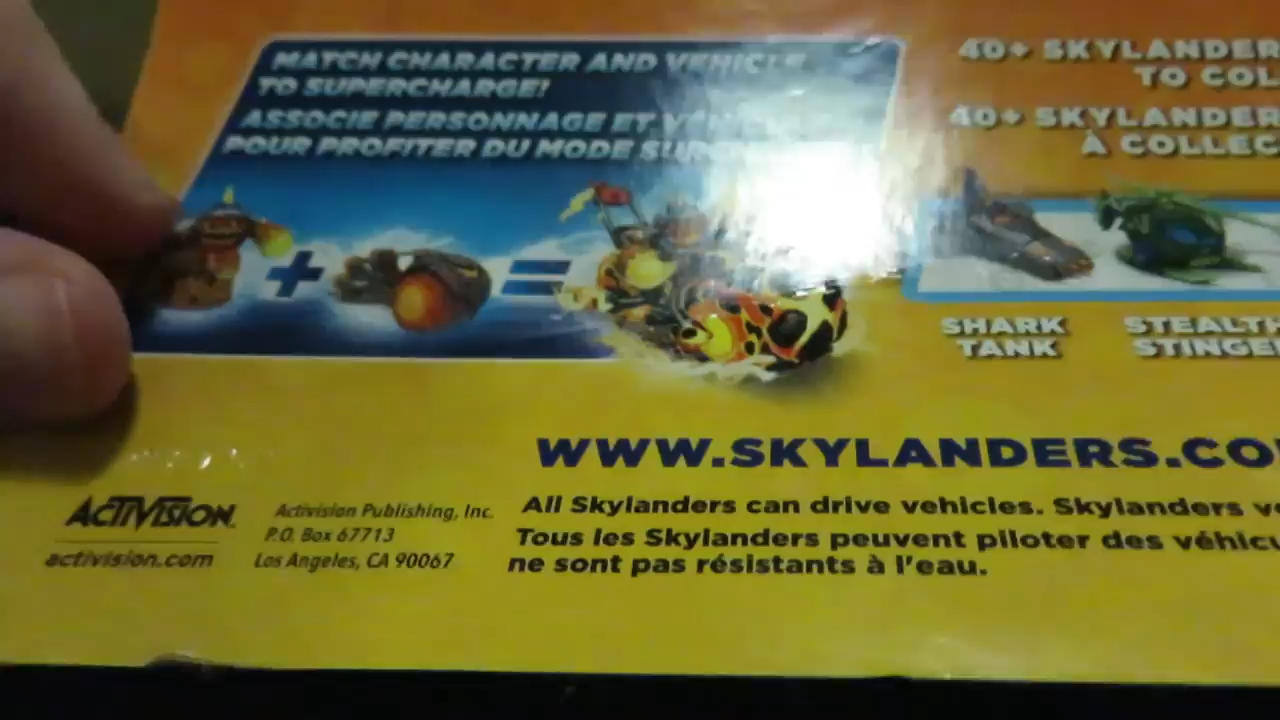 MATCH CHARACTER AND VEHICLE
TO SUPERCHARGE!
ASSOCIE PERSONNAGE ET
POUR PROFITER DU MODE
+
=
40+ SKYLANDER
TO COL
40+ SKYLANDER
À COLLEC
SHARK
TANK
STEALTH
STINGE
WWW.SKYLANDERS.CO
ACTIVISION
activision.com
Activision Publishing, Inc.
P.O. Box 67713
Los Angeles, CA 90067
All Skylanders can drive vehicles. Skylanders ve
Tous les Skylanders peuvent piloter des véhicu
ne sont pas résistants à l'eau.